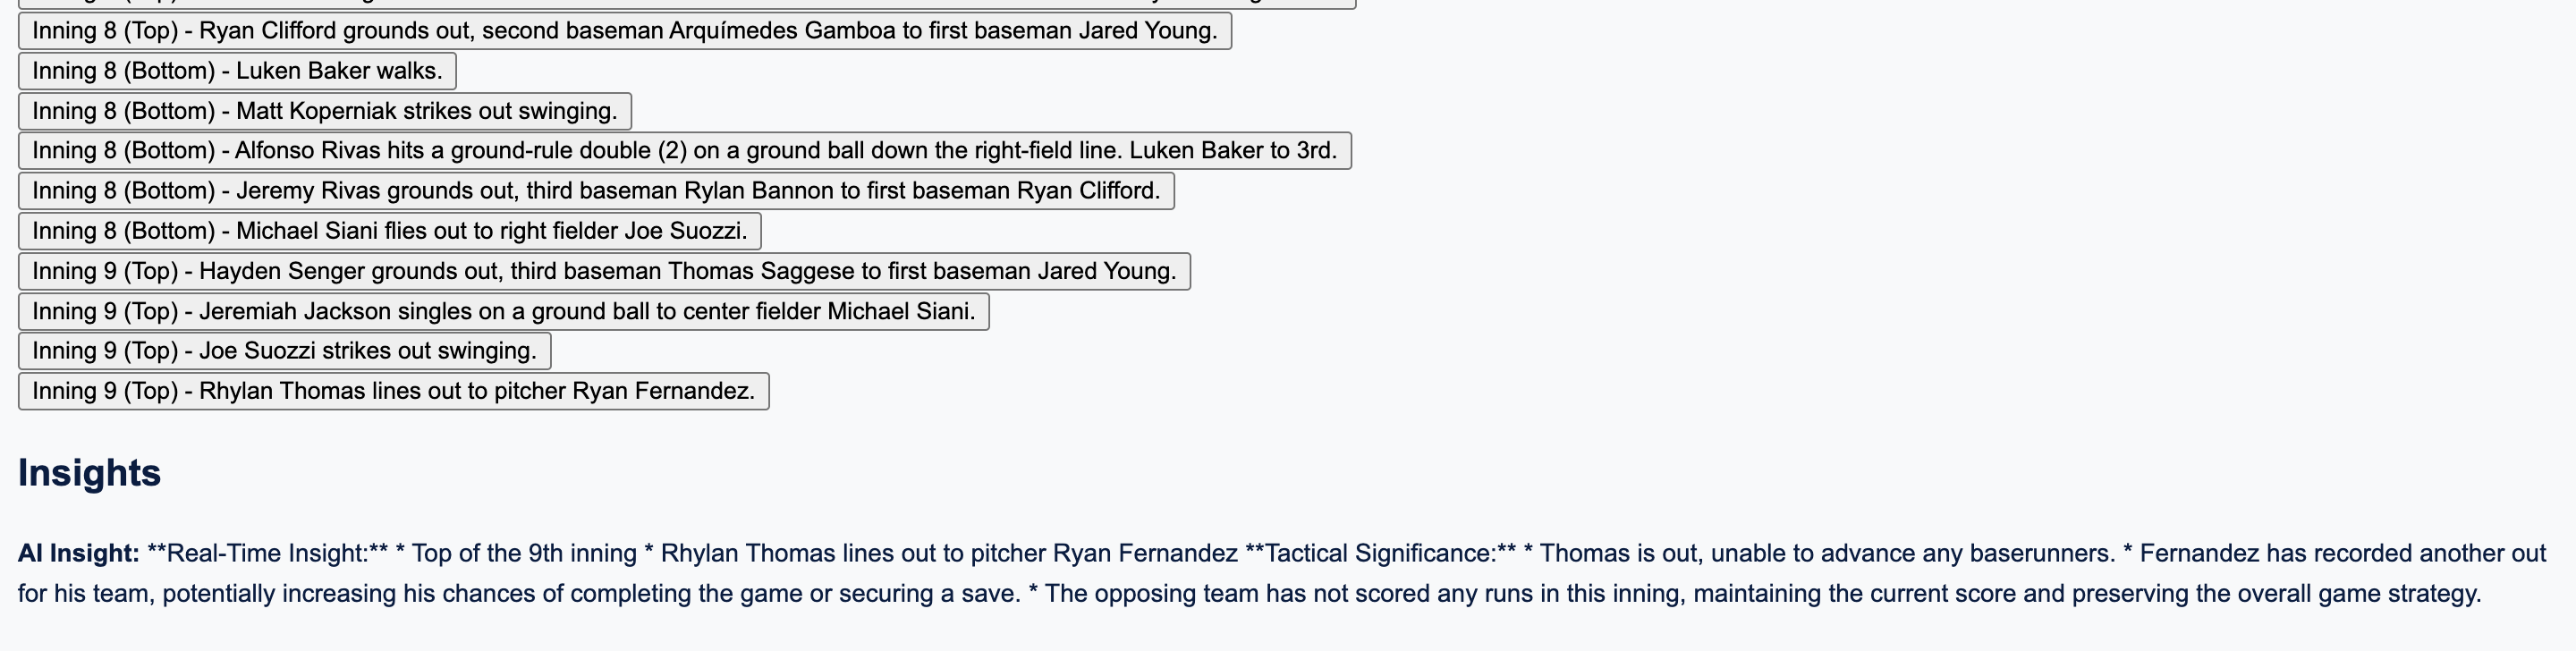 Inning 8 (Top) - Ryan Clifford grounds out, second baseman Arquímedes Gamboa to first baseman Jared Young.
Inning 8 (Bottom) - Luken Baker walks.
Inning 8 (Bottom) - Matt Koperniak strikes out swinging.
Inning 8 (Bottom) - Alfonso Rivas hits a ground-rule double (2) on a ground ball down the right-field line. Luken Baker to 3rd.
Inning 8 (Bottom) - Jeremy Rivas grounds out, third baseman Rylan Bannon to first baseman Ryan Clifford.
Inning 8 (Bottom) - Michael Siani flies out to right fielder Joe Suozzi.
Inning 9 (Top) - Hayden Senger grounds out, third baseman Thomas Saggese to first baseman Jared Young.
Inning 9 (Top) - Jeremiah Jackson singles on a ground ball to center fielder Michael Siani.
Inning 9 (Top) - Joe Suozzi strikes out swinging.
Inning 9 (Top) - Rhylan Thomas lines out to pitcher Ryan Fernandez.
Insights
AI Insight: **Real-Time Insight:** * Top of the 9th inning * Rhylan Thomas lines out to pitcher Ryan Fernandez **Tactical Significance:** * Thomas is out, unable to advance any baserunners. * Fernandez has recorded another out
for his team, potentially increasing his chances of completing the game or securing a save. * The opposing team has not scored any runs in this inning, maintaining the current score and preserving the overall game strategy.